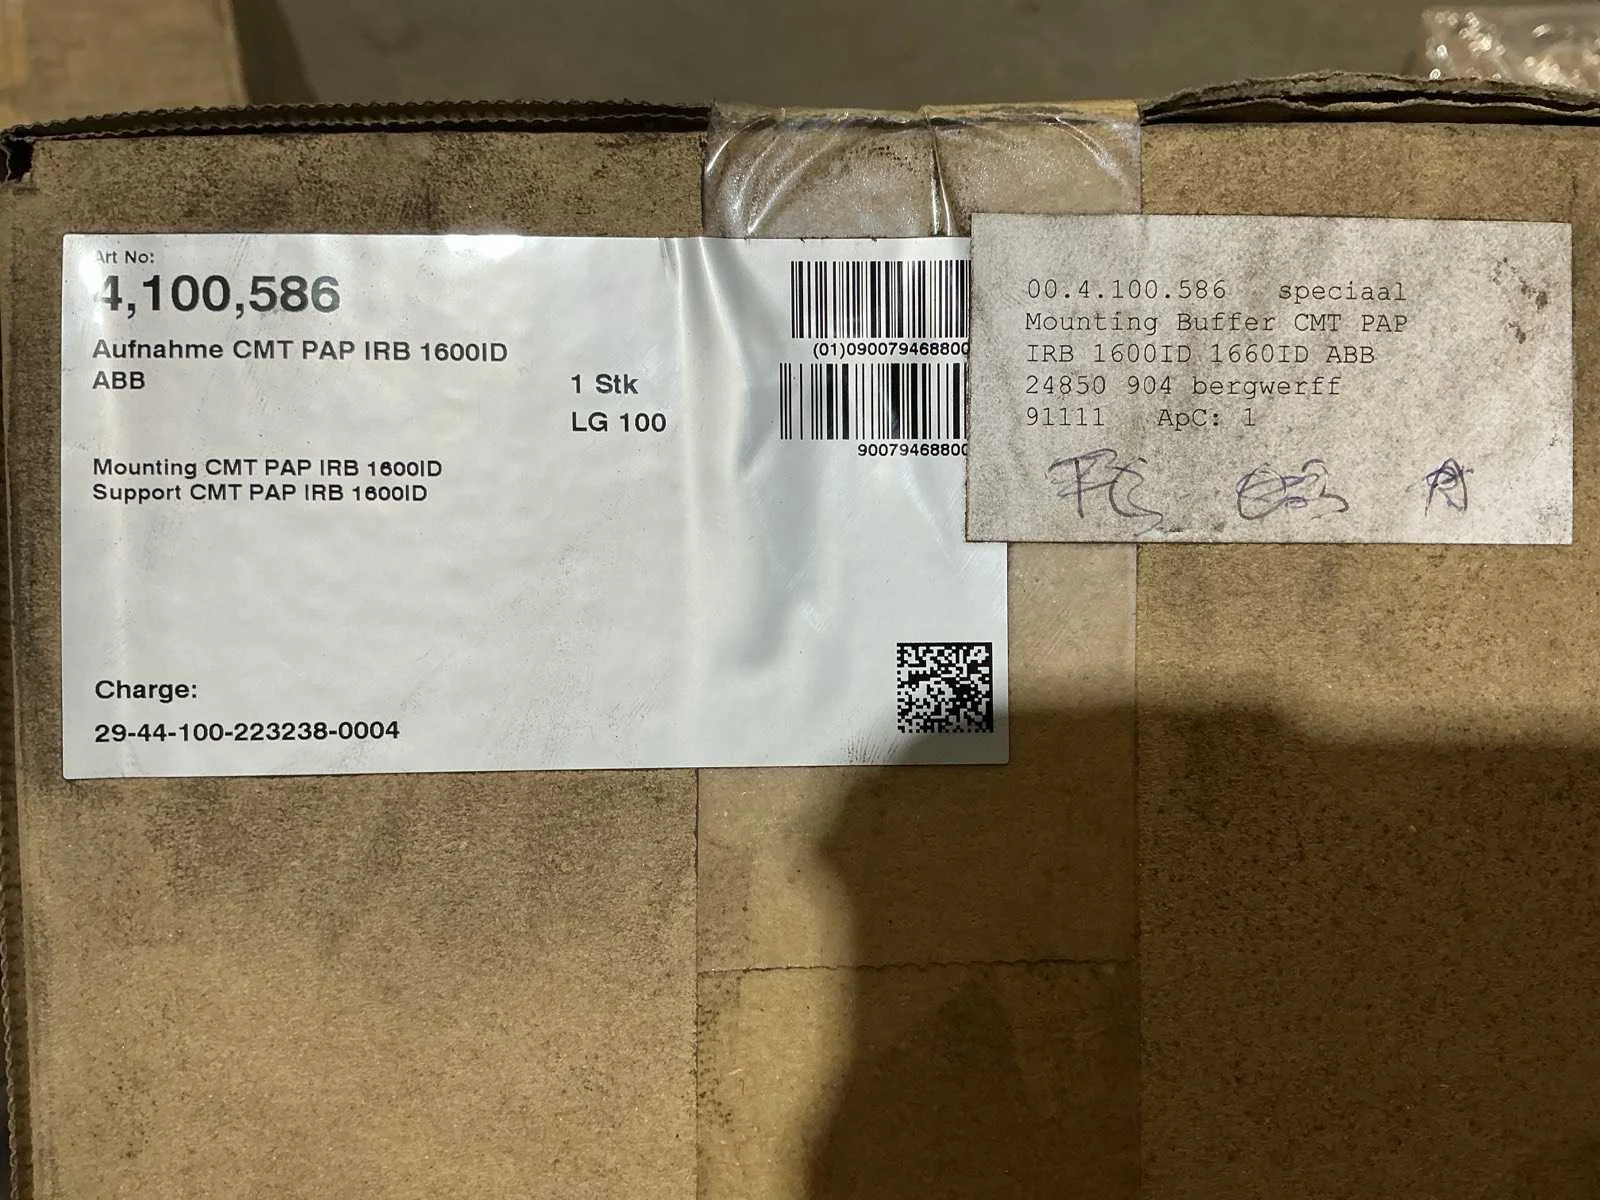 Art No:
4,100,586
Aufnahme CMT PAP IRB 1600ID
ABB
1 Stk
LG 100
Mounting CMT PAP IRB 1600ID
Support CMT PAP IRB 1600ID
Charge:
29-44-100-223238-0004
(01)090079468800
90079468800
00.4.100.586 speciaal
Mounting Buffer CMT PAP
IRB 1600ID 1660ID ABB
24850 904 bergwerff
91111 ApC: 1